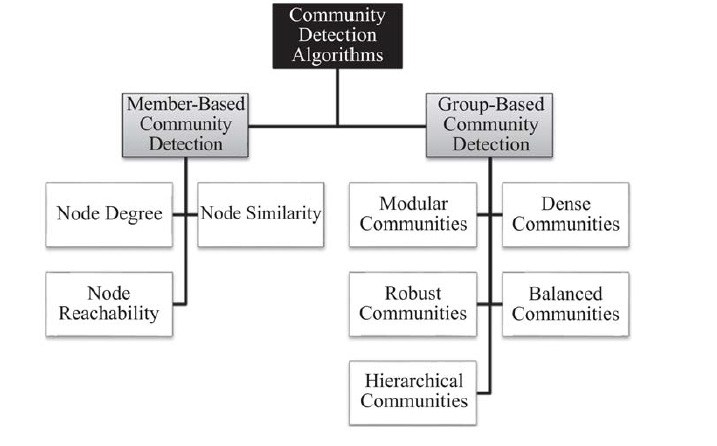 Community
Detection
Algorithms
Member-Based
Community
Detection
Group-Based
Community
Detection
Node Degree
Node Similarity
Node
Reachability
Modular
Communities
Dense
Communities
Robust
Communities
Balanced
Communities
Hierarchical
Communities